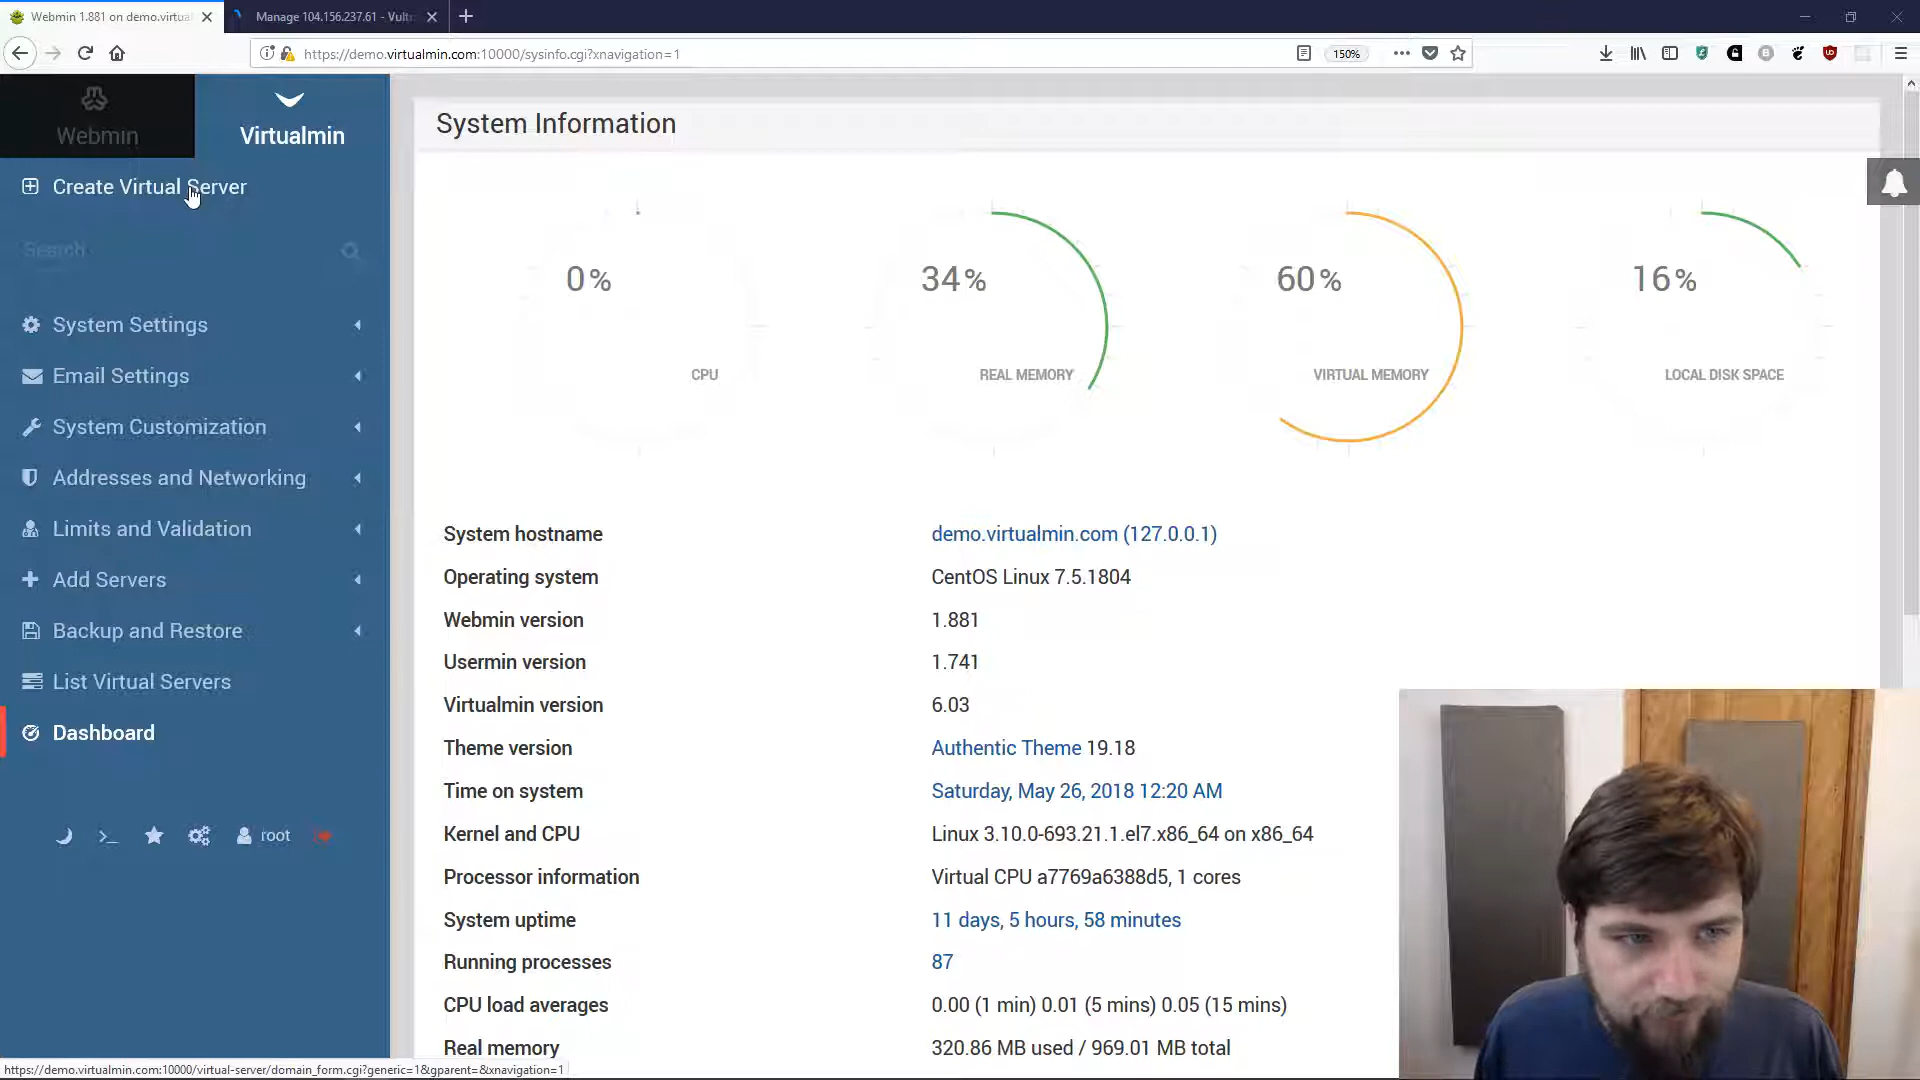 Webmin 1.881 on demo.virtual
Manage 104.156.237.61 - Vult
https://demo.virtualmin.com:10000/sysinfo.cgi?xnavigation=1
150%
Webmin
Virtualmin
Create Virtual Server
Search
System Settings
Email Settings
System Customization
Addresses and Networking
Limits and Validation
Add Servers
Backup and Restore
List Virtual Servers
Dashboard
root
System Information
0%
CPU
34%
REAL MEMORY
60%
VIRTUAL MEMORY
16%
LOCAL DISK SPACE
System hostname demo.virtualmin.com (127.0.0.1)
Operating system CentOS Linux 7.5.1804
Webmin version 1.881
Usermin version 1.741
Virtualmin version 6.03
Theme version Authentic Theme 19.18
Time on system Saturday, May 26, 2018 12:20 AM
Kernel and CPU Linux 3.10.0-693.21.1.el7.x86_64 on x86_64
Processor information Virtual CPU a7769a6388d5, 1 cores
System uptime 11 days, 5 hours, 58 minutes
Running processes 87
CPU load averages 0.00 (1 min) 0.01 (5 mins) 0.05 (15 mins)
Real memory 320.86 MB used / 969.01 MB total
https://demo.virtualmin.com:10000/virtual-server/domain_form.cgi?generic=1&gparent=&xnavigation=1